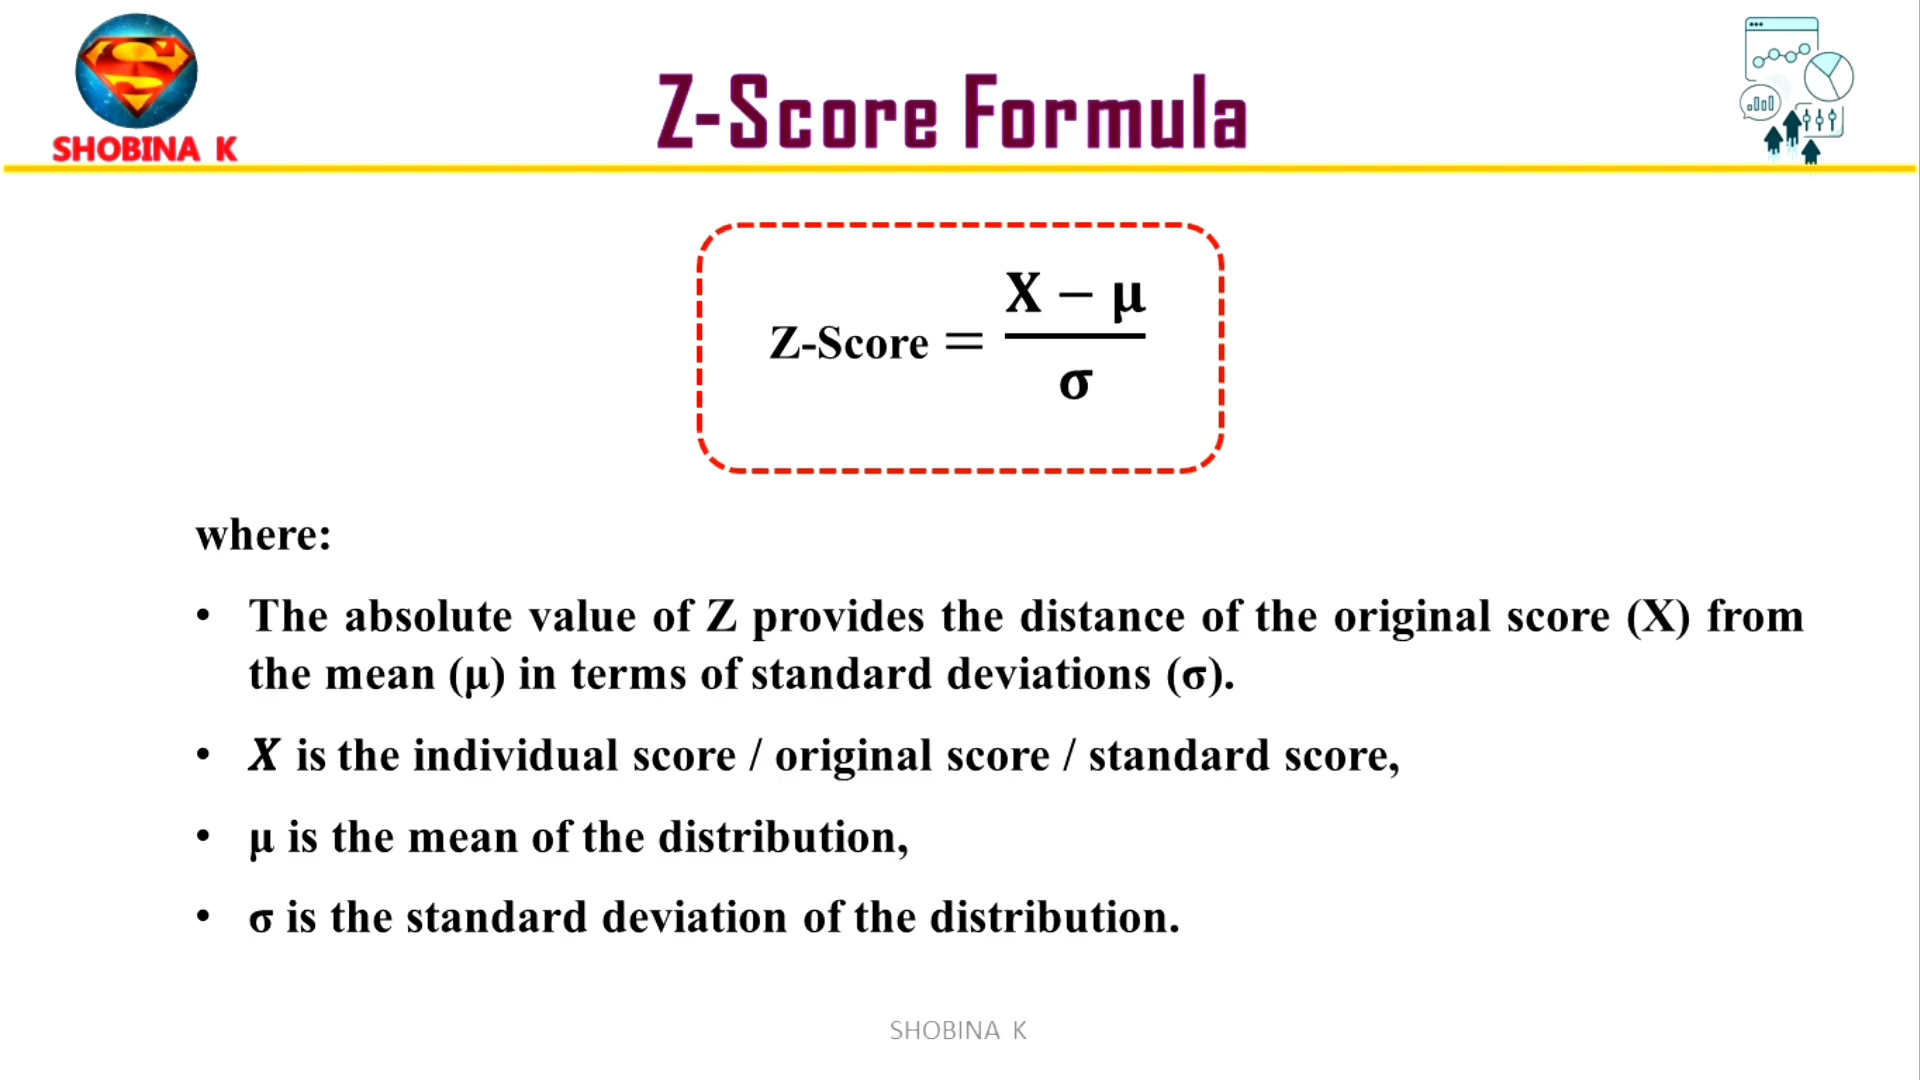 SHOBINA K
Z-Score Formula
Z-Score = X – μ
σ
where:
• The absolute value of Z provides the distance of the original score (X) from
the mean (μ) in terms of standard deviations (σ).
• X is the individual score / original score / standard score,
• μ is the mean of the distribution,
• σ is the standard deviation of the distribution.
SHOBINA K